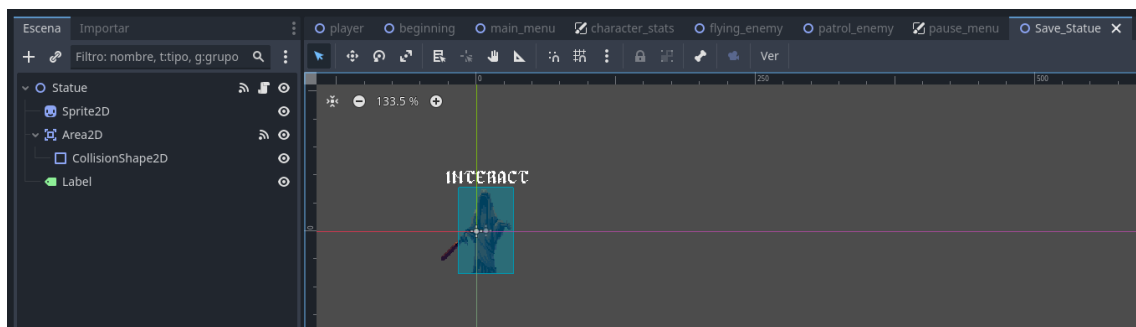 Escena Importar
player beginning main_menu character_stats flying_enemy patrol_enemy pause_menu Save_Statue
Filtro: nombre, t:tipo, g:grupo
Ver
Statue
Sprite2D
Area2D
CollisionShape2D
Label
0 250 500
133.5 %
INTERACT
0